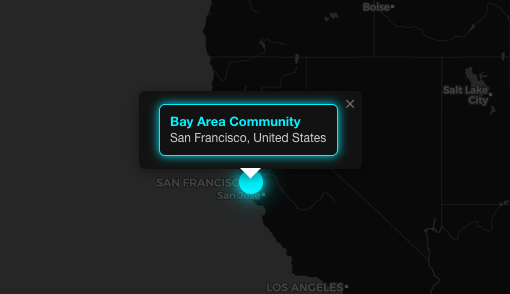 Boise
Salt Lake
City
Bay Area Community
San Francisco, United States
SAN FRANCISCO
San Jose
LOS ANGELES